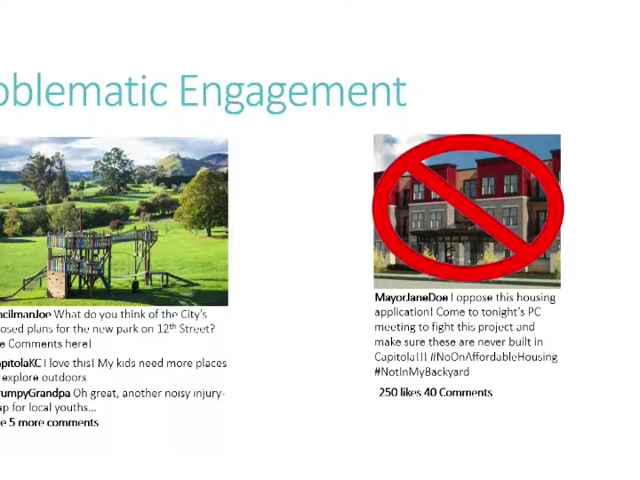 oblematic Engagement
ncilmanJoe What do you think of the City's
osed plans for the new park on 12th Street?
e Comments here!
apitolaKC I love this! My kids need more places
explore outdoors
rumpyGrandpa Oh great, another noisy injury-
ap for local youths...
e 5 more comments
MayorJaneDoe I oppose this housing
application! Come to tonight's PC
meeting to fight this project and
make sure these are never built in
Capitola!!! #NoOnAffordableHousing
#NotInMyBackyard
250 likes 40 Comments